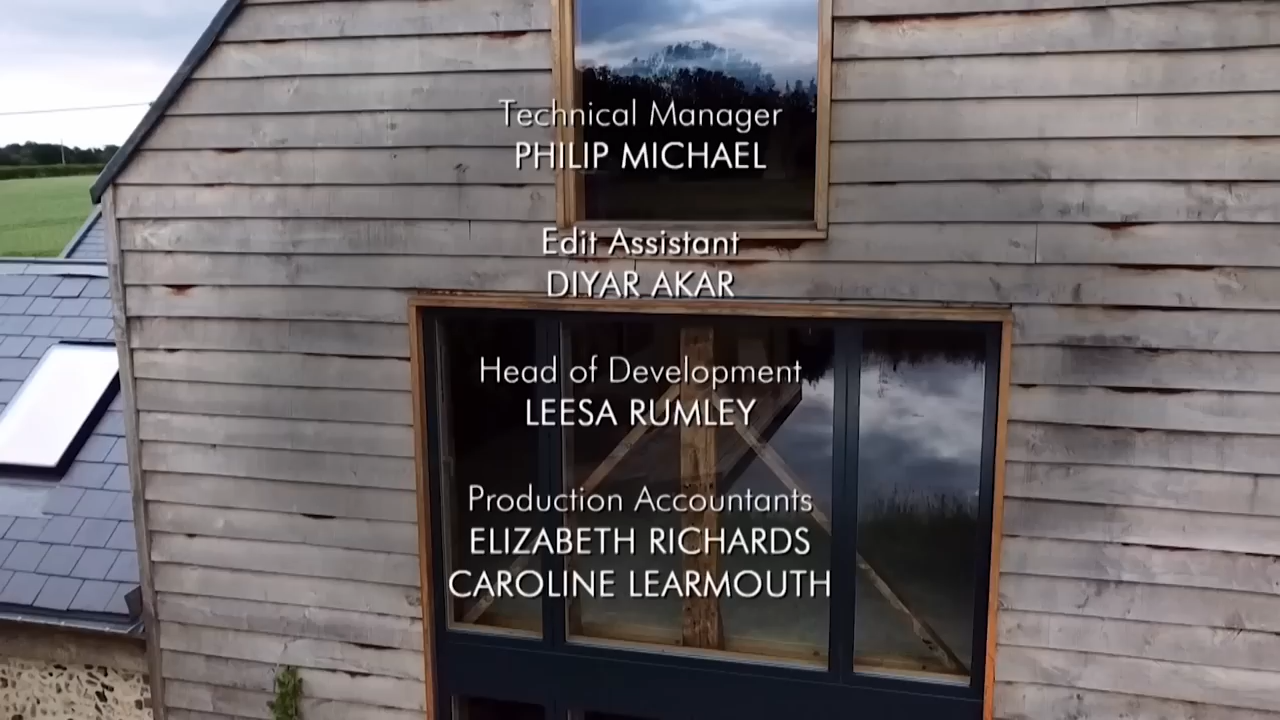 Technical Manager
PHILIP MICHAEL
Edit Assistant
DIYAR AKAR
Head of Development
LEESA RUMLEY
Production Accountants
ELIZABETH RICHARDS
CAROLINE LEARMOUTH